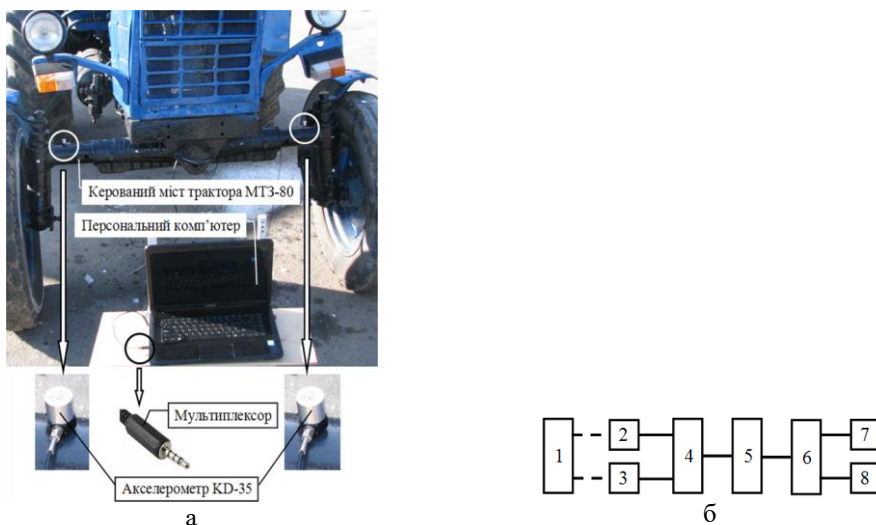 Керований міст трактора МТЗ-80
Персональний комп’ютер
Мультиплексор
Акселерометр KD-35
а
1
2
3
4
5
6
7
8
б